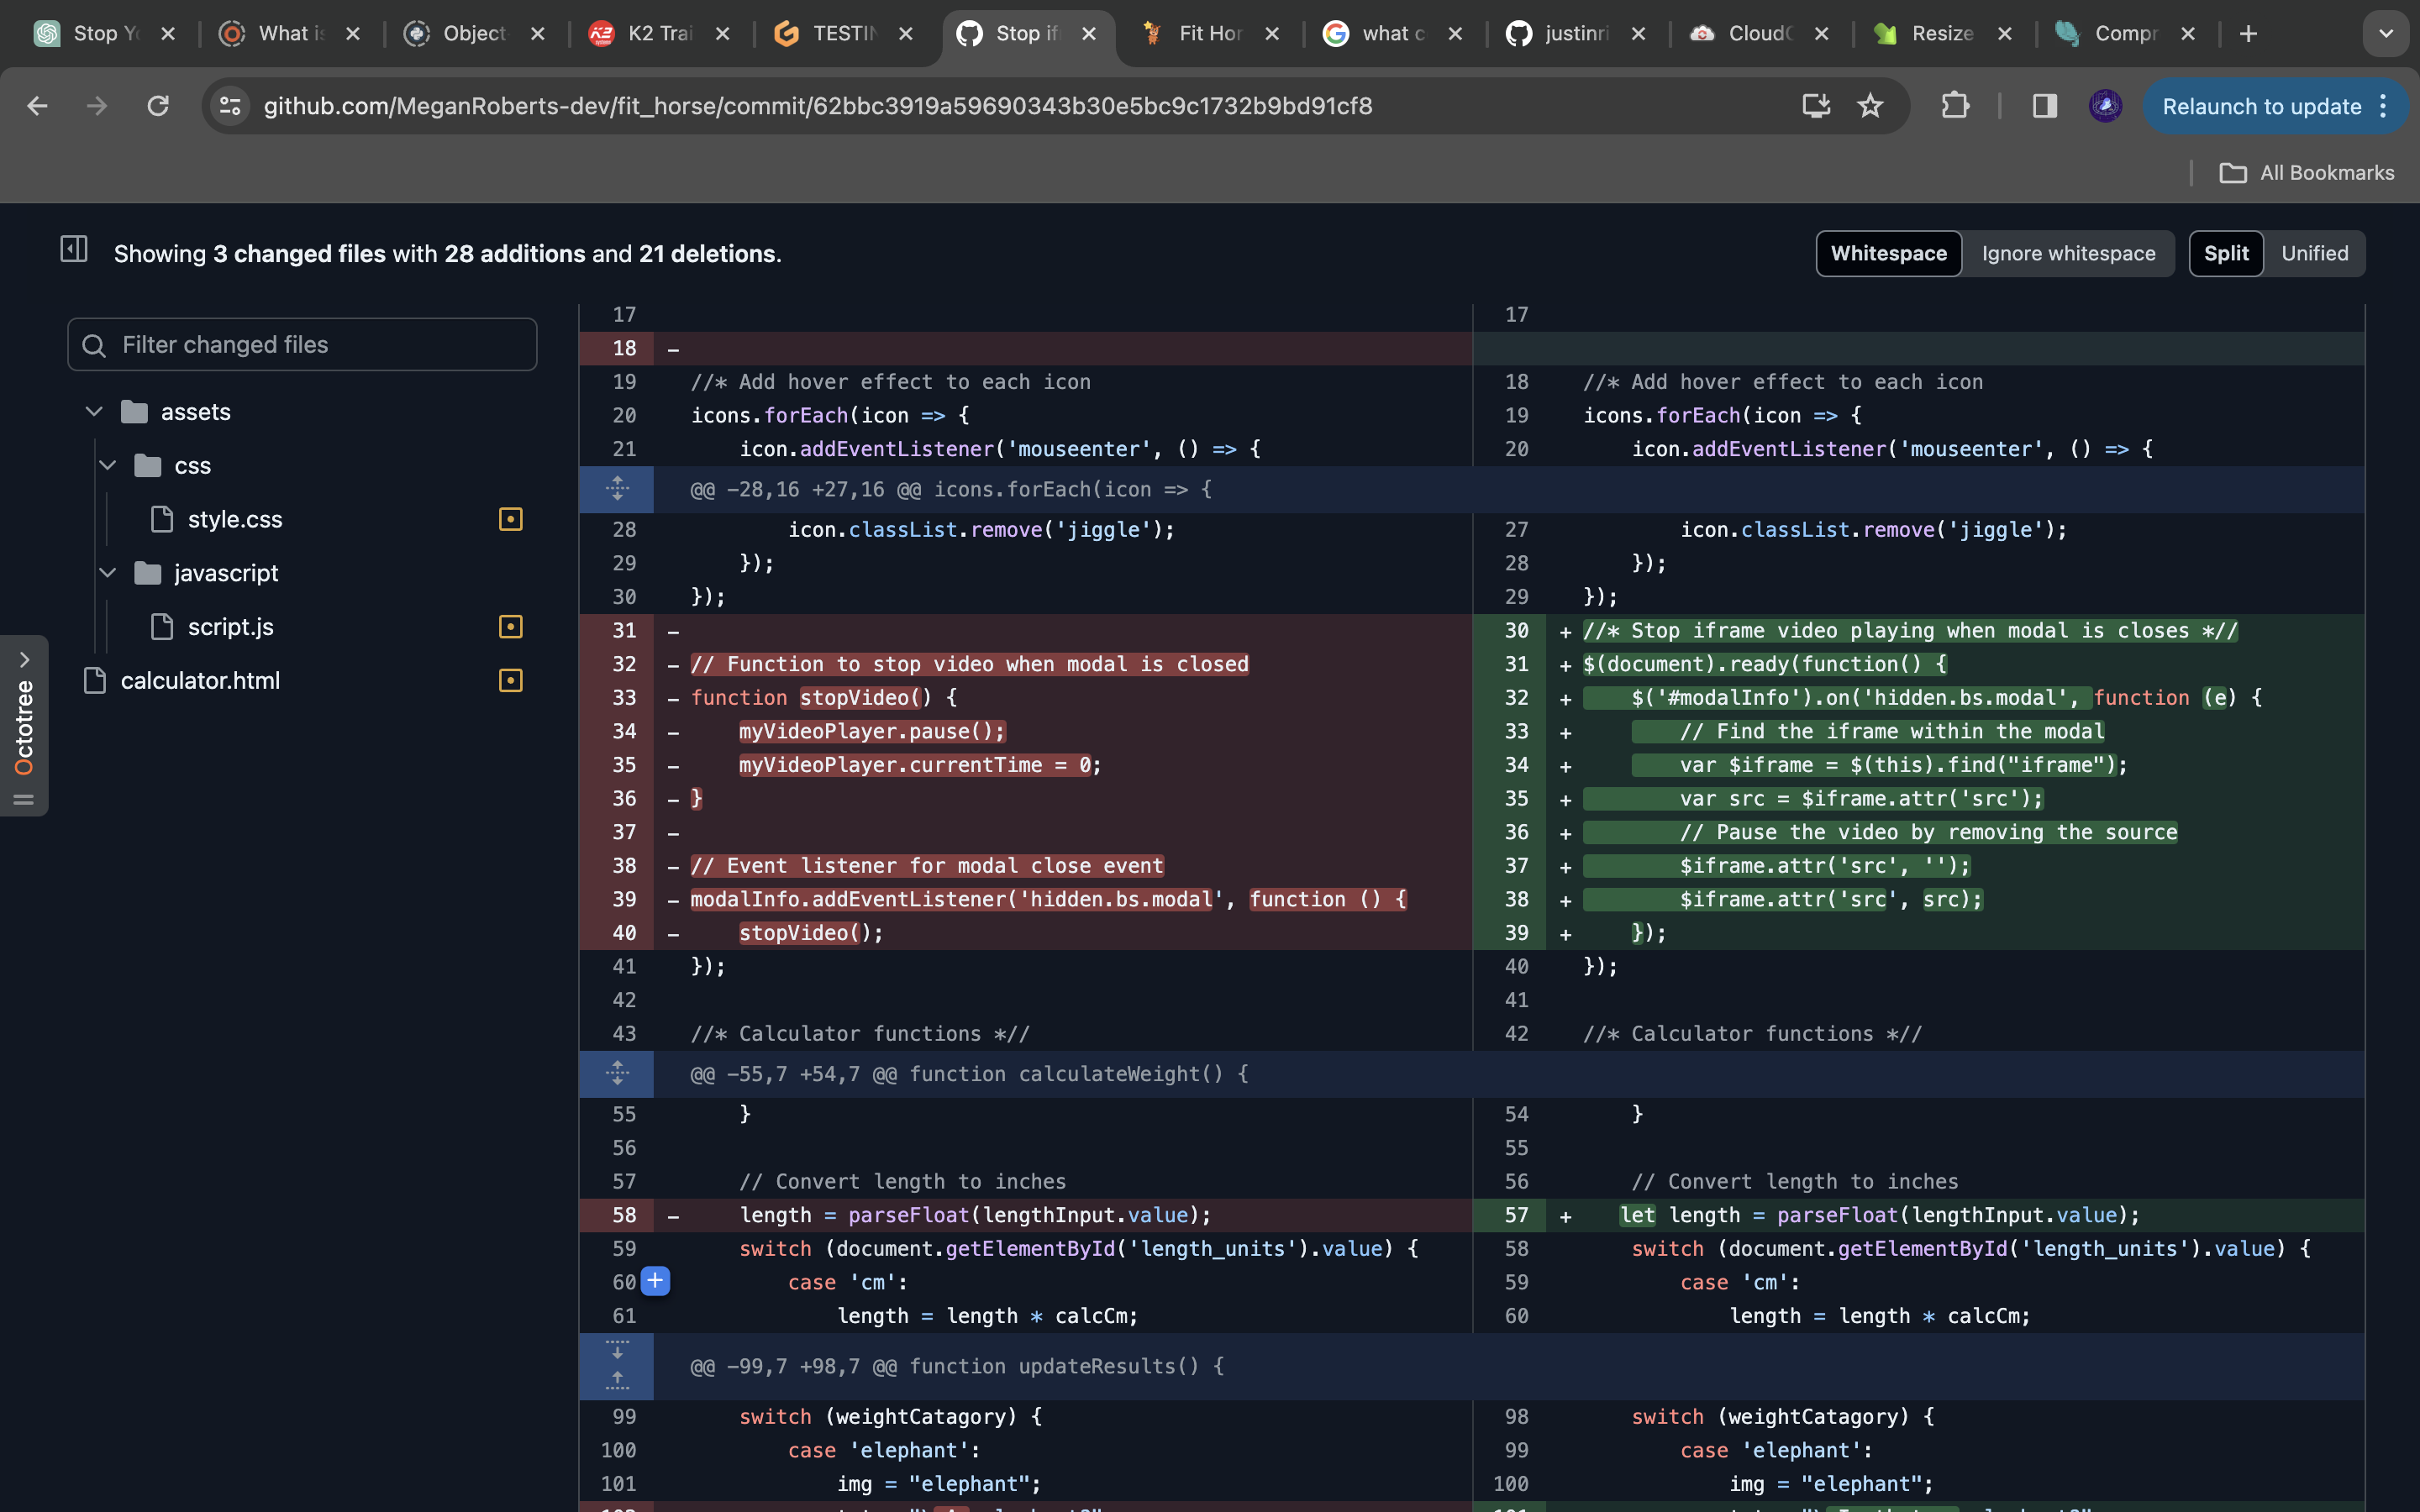 Stop Y
What is
Object-
K2 Trai
TESTIN
Stop if
Fit Hor
what c
justinri
Cloud
Resize
Compr
github.com/MeganRoberts-dev/fit_horse/commit/62bbc3919a59690343b30e5bc9c1732b9bd91cf8
Relaunch to update
All Bookmarks
Showing 3 changed files with 28 additions and 21 deletions.
Whitespace
Ignore whitespace
Split
Unified
Filter changed files
assets
css
style.css
javascript
script.js
calculator.html
Octotree
17
18 −
19 //* Add hover effect to each icon
20 icons.forEach(icon => {
21     icon.addEventListener('mouseenter', () => {
@@ −28,16 +27,16 @@ icons.forEach(icon => {
28         icon.classList.remove('jiggle');
29     });
30 });
31 −
32 − // Function to stop video when modal is closed
33 − function stopVideo() {
34 −     myVideoPlayer.pause();
35 −     myVideoPlayer.currentTime = 0;
36 − }
37 −
38 − // Event listener for modal close event
39 − modalInfo.addEventListener('hidden.bs.modal', function () {
40 −     stopVideo();
41 });
42
43 //* Calculator functions *//
@@ −55,7 +54,7 @@ function calculateWeight() {
55     }
56
57     // Convert length to inches
58 −     length = parseFloat(lengthInput.value);
59     switch (document.getElementById('length_units').value) {
60         case 'cm':
61             length = length * calcCm;
@@ −99,7 +98,7 @@ function updateResults() {
99     switch (weightCatagory) {
100         case 'elephant':
101             img = "elephant";
17
18 //* Add hover effect to each icon
19 icons.forEach(icon => {
20     icon.addEventListener('mouseenter', () => {
27         icon.classList.remove('jiggle');
28     });
29 });
30 + //* Stop iframe video playing when modal is closes *//
31 + $(document).ready(function() {
32 +     $('#modalInfo').on('hidden.bs.modal', function (e) {
33 +         // Find the iframe within the modal
34 +         var $iframe = $(this).find("iframe");
35 +         var src = $iframe.attr('src');
36 +         // Pause the video by removing the source
37 +         $iframe.attr('src', '');
38 +         $iframe.attr('src', src);
39 +     });
40 });
41
42 //* Calculator functions *//
54     }
55
56     // Convert length to inches
57 +    let length = parseFloat(lengthInput.value);
58     switch (document.getElementById('length_units').value) {
59         case 'cm':
60             length = length * calcCm;
98     switch (weightCatagory) {
99         case 'elephant':
100             img = "elephant";